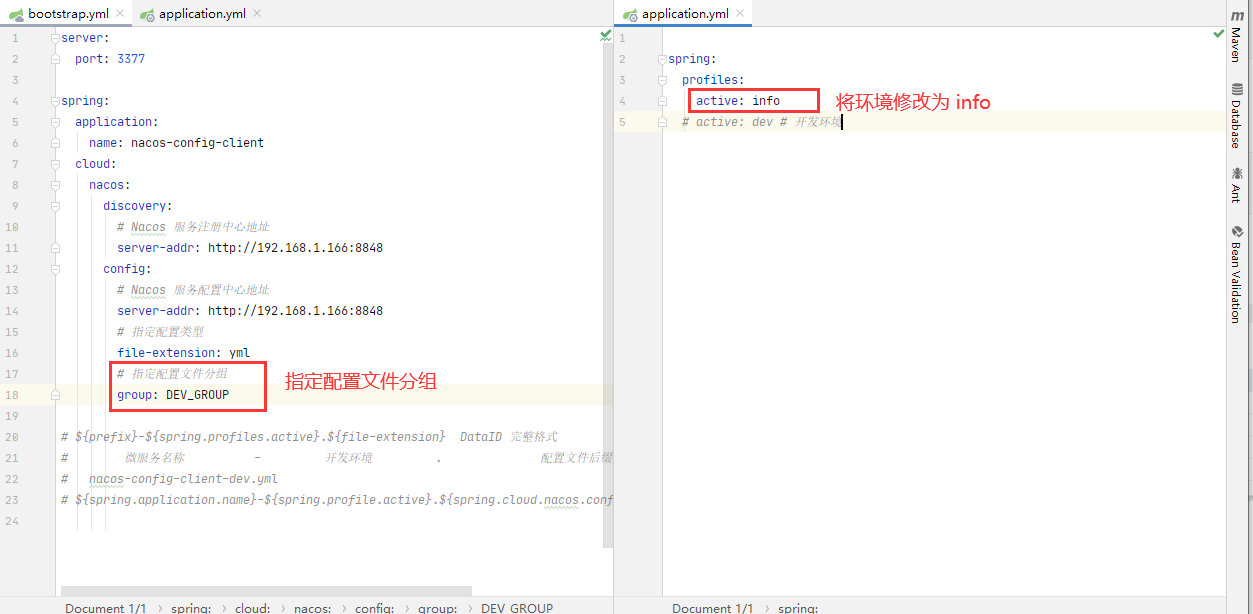 bootstrap.yml
application.yml
1 server:
2 port: 3377
3
4 spring:
5 application:
6 name: nacos-config-client
7 cloud:
8 nacos:
9 discovery:
10 # Nacos 服务注册中心地址
11 server-addr: http://192.168.1.166:8848
12 config:
13 # Nacos 服务配置中心地址
14 server-addr: http://192.168.1.166:8848
15 # 指定配置类型
16 file-extension: yml
17 # 指定配置文件分组
18 group: DEV_GROUP
指定配置文件分组
19
20 # ${prefix}-${spring.profiles.active}.${file-extension} DataID 完整格式
21 # 微服务名称 - 开发环境 . 配置文件后缀
22 # nacos-config-client-dev.yml
23 # ${spring.application.name}-${spring.profile.active}.${spring.cloud.nacos.conf
24
Document 1/1 › spring: › cloud: › nacos: › config: › group: › DEV_GROUP
application.yml
1
2 spring:
3 profiles:
4 active: info
将环境修改为 info
5 # active: dev # 开发环境
Document 1/1 › spring:
m Maven
Database
Ant
Bean Validation